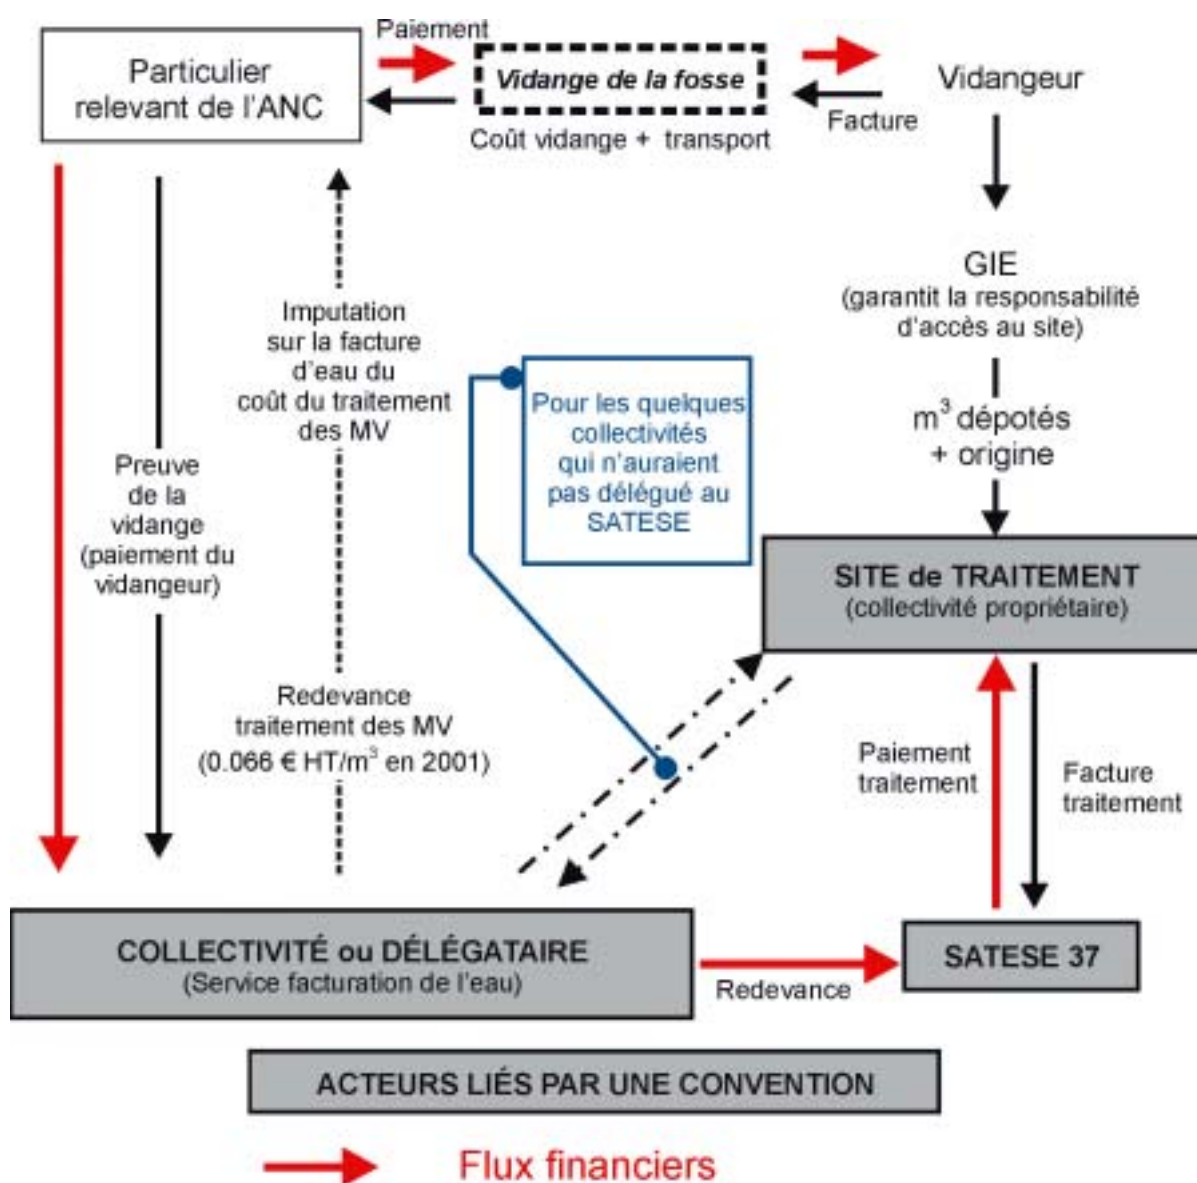 Paiement
Particulier
relevant de l'ANC
Vidange de la fosse
Coût vidange + transport
Vidangeur
Facture
GIE
(garantit la responsabilité
d'accès au site)
m³ dépotés
+ origine
Imputation
sur la facture
d'eau du
coût du traitement
des MV
Pour les quelques
collectivités
qui n'auraient
pas délégué au
SATESE
Preuve
de la
vidange
(paiement du
vidangeur)
SITE de TRAITEMENT
(collectivité propriétaire)
Redevance
traitement des MV
(0.066 € HT/m³ en 2001)
Paiement
traitement
Facture
traitement
COLLECTIVITÉ ou DÉLÉGATAIRE
(Service facturation de l'eau)
Redevance
SATESE 37
ACTEURS LIÉS PAR UNE CONVENTION
Flux financiers